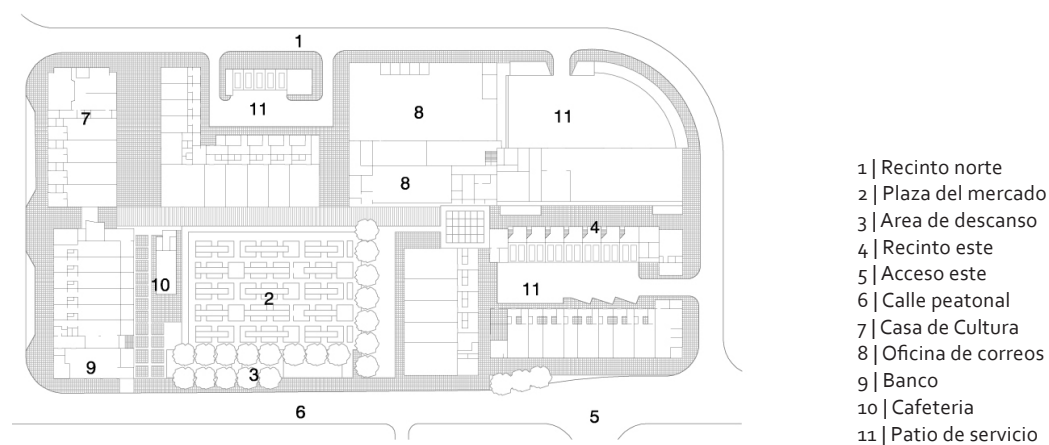 1
7
11
8
11
8
4
11
10
2
9
3
6
5
1 | Recinto norte
2 | Plaza del mercado
3 | Area de descanso
4 | Recinto este
5 | Acceso este
6 | Calle peatonal
7 | Casa de Cultura
8 | Oficina de correos
9 | Banco
10 | Cafeteria
11 | Patio de servicio